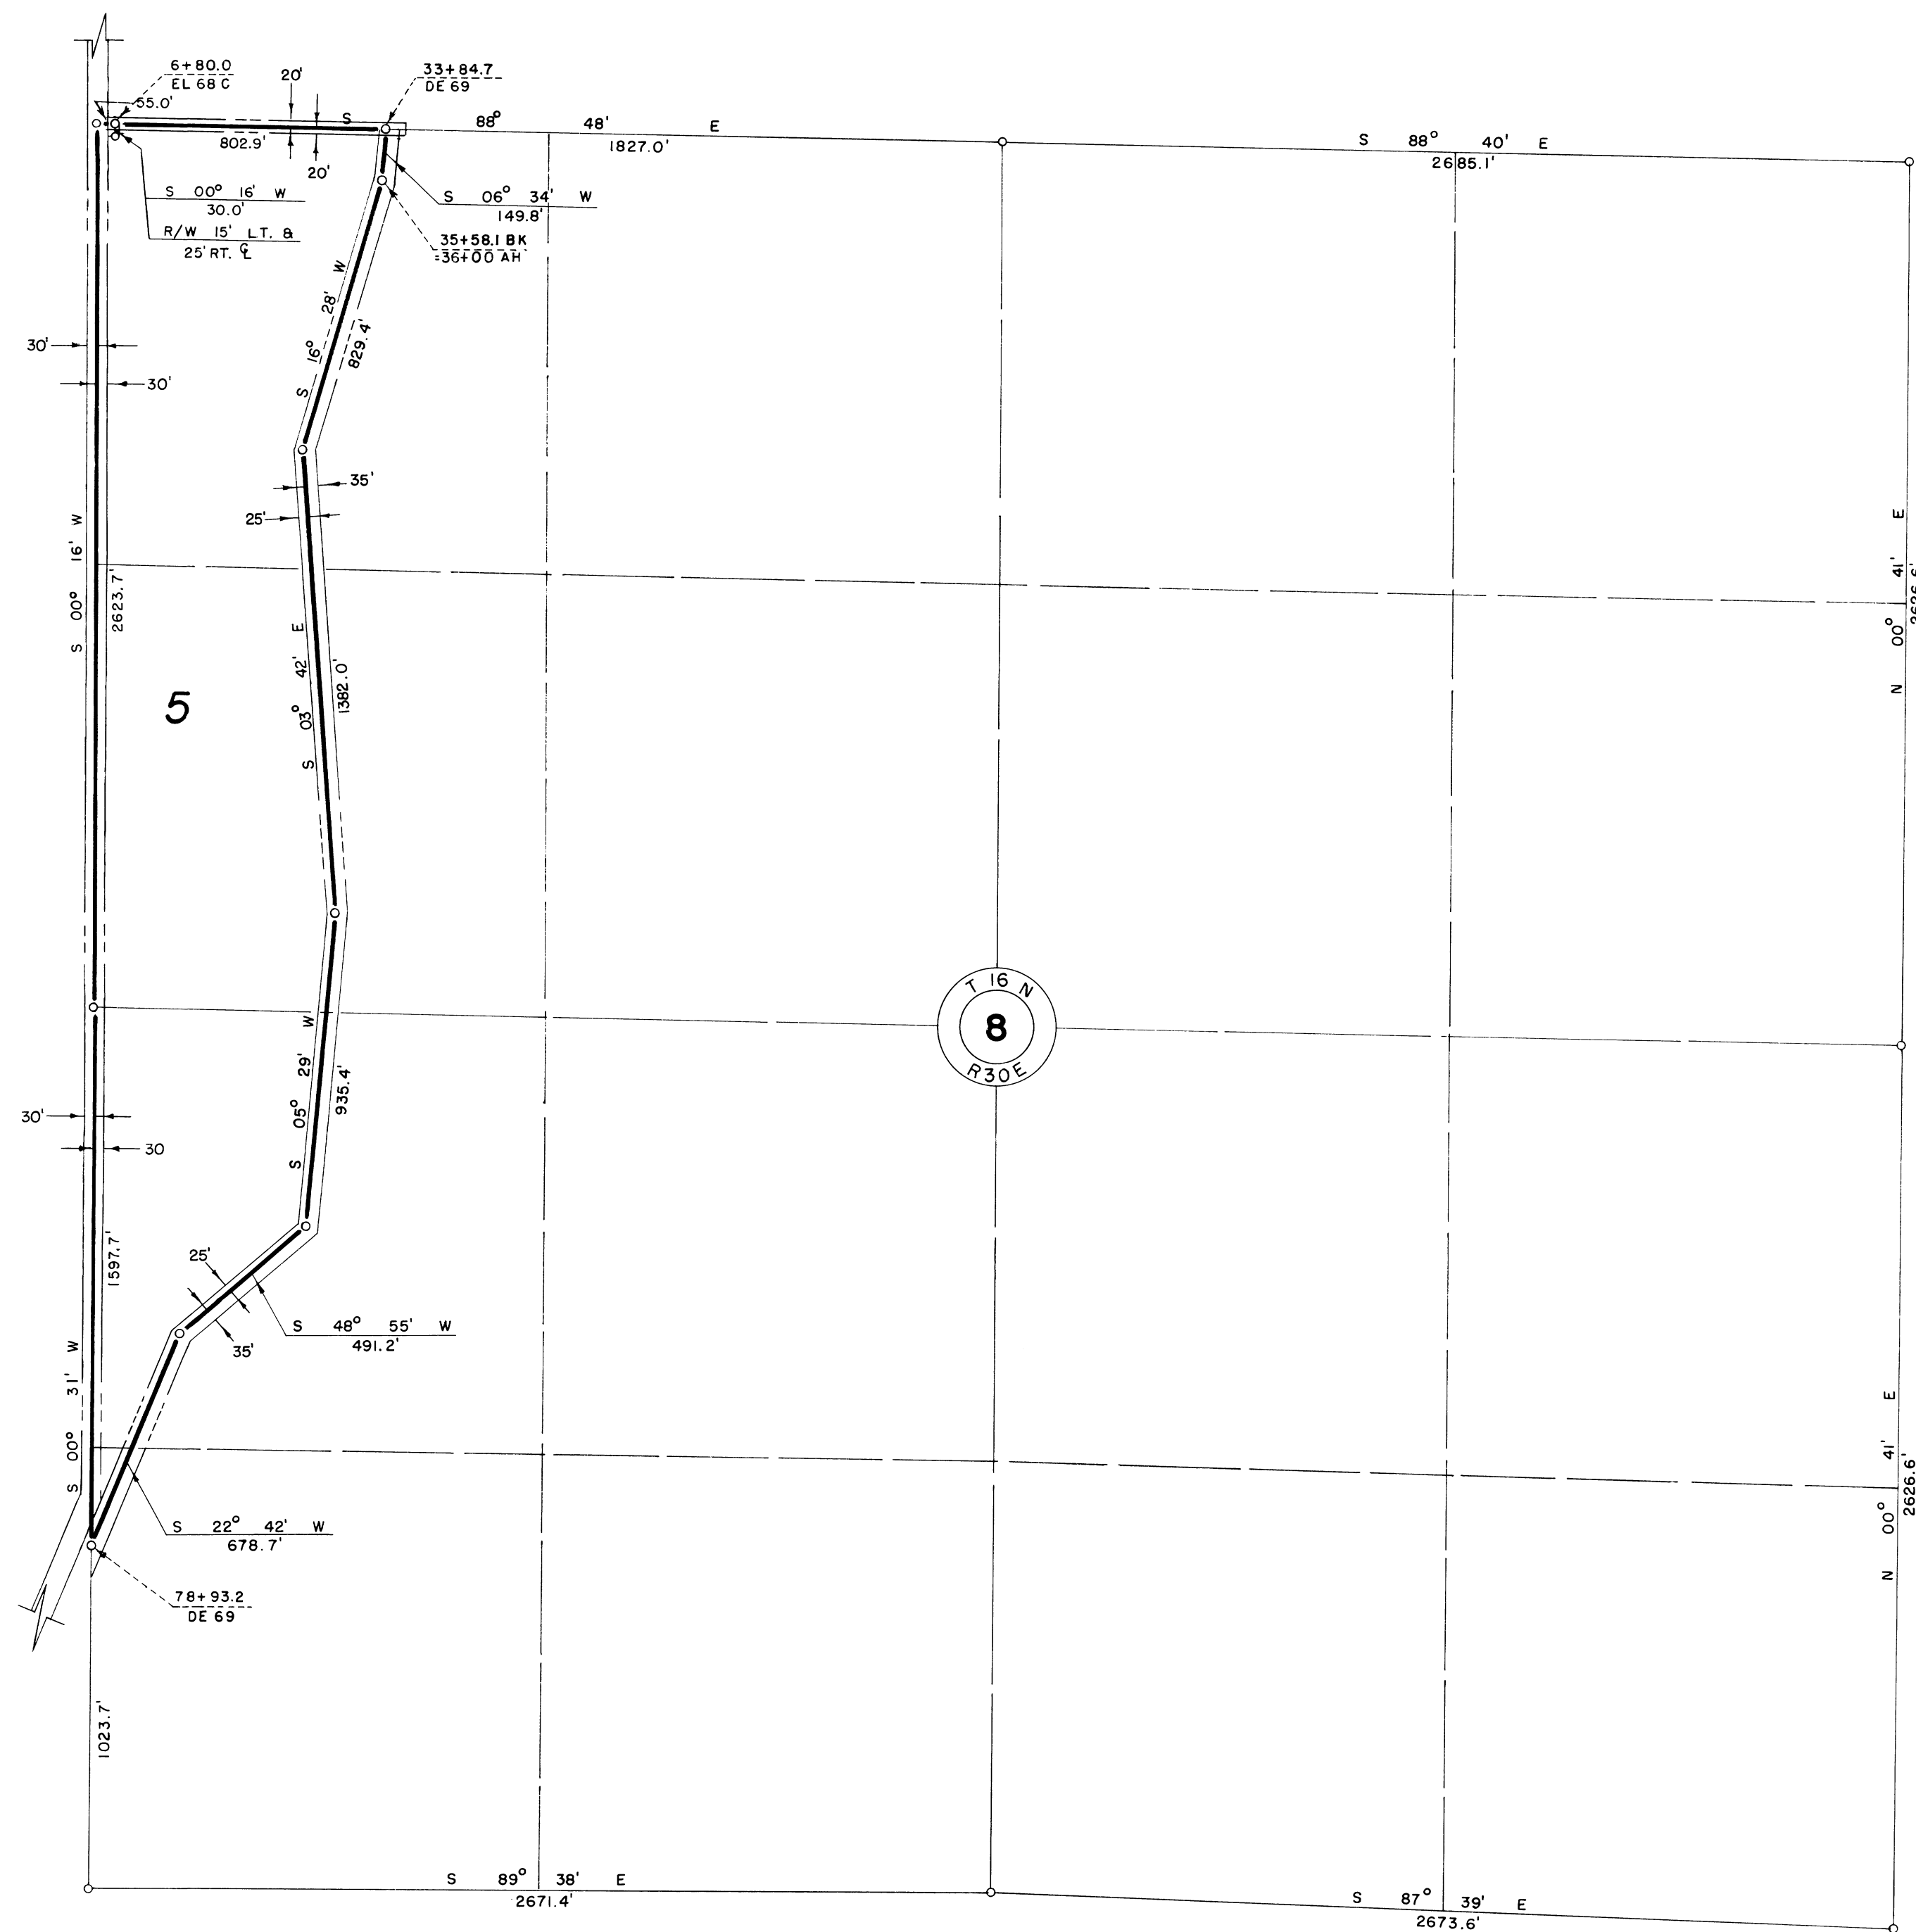 6+80.0
EL 68 C
55.0'
20'
33+84.7
DE 69
S 88° 48' E
802.9'
1827.0'
20'
S 88° 40' E
2685.1'
S 00° 16' W
30.0'
R/W 15' LT. &
25' RT. ℄
S 06° 34' W
149.8'
35+58.1 BK
=36+00 AH
S 16° 28' W
829.4'
30'
30'
35'
25'
S 00° 16' W
2623.7'
5
S 03° 42' E
1382.0'
N 00° 41' E
2626.6'
T 16 N
8
R30E
S 05° 29' W
935.4'
30'
30
S 00° 31' W
1597.7'
25'
35'
S 48° 55' W
491.2'
S 22° 42' W
678.7'
78+93.2
DE 69
N 00° 41' E
2626.6'
1023.7'
S 89° 38' E
2671.4'
S 87° 39' E
2673.6'